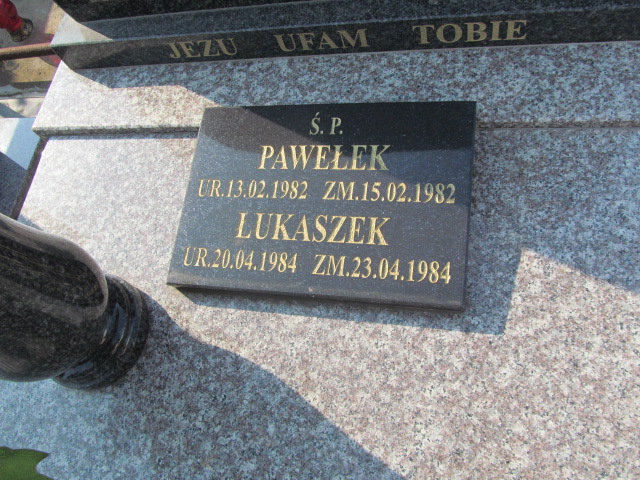 JEZU UFAM TOBIE
Ś. P.
PAWEŁEK
UR.13.02.1982 ZM.15.02.1982
ŁUKASZEK
UR.20.04.1984 ZM.23.04.1984